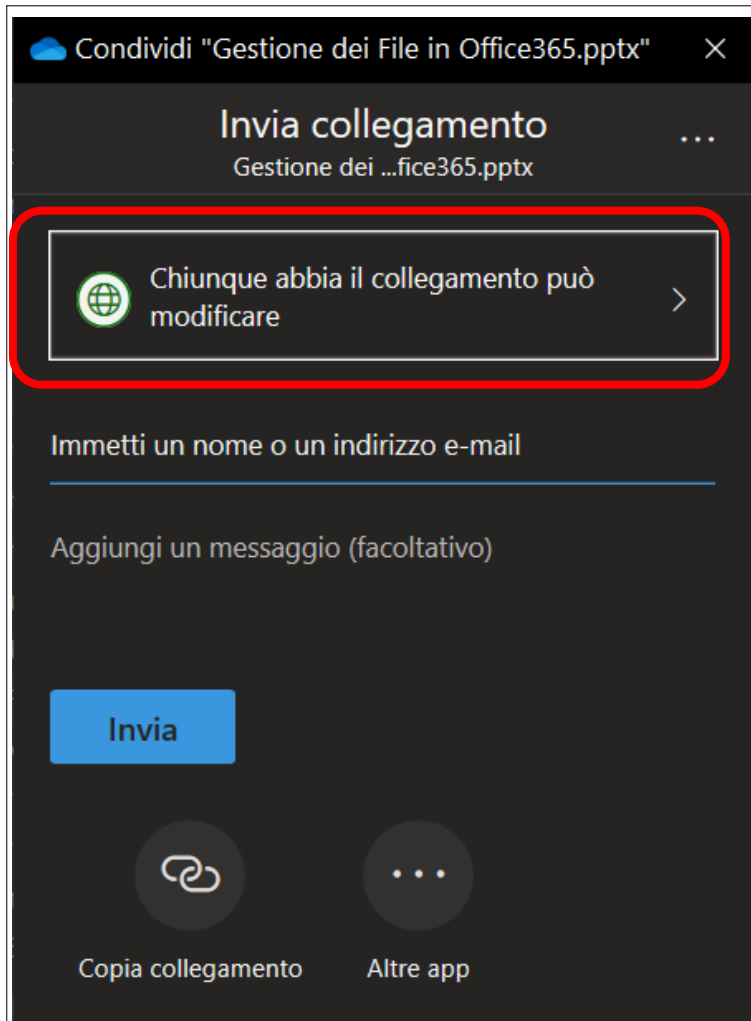 Condividi "Gestione dei File in Office365.pptx"
Invia collegamento
Gestione dei ...fice365.pptx
Chiunque abbia il collegamento può
modificare
Immetti un nome o un indirizzo e-mail
Aggiungi un messaggio (facoltativo)
Invia
Copia collegamento
Altre app